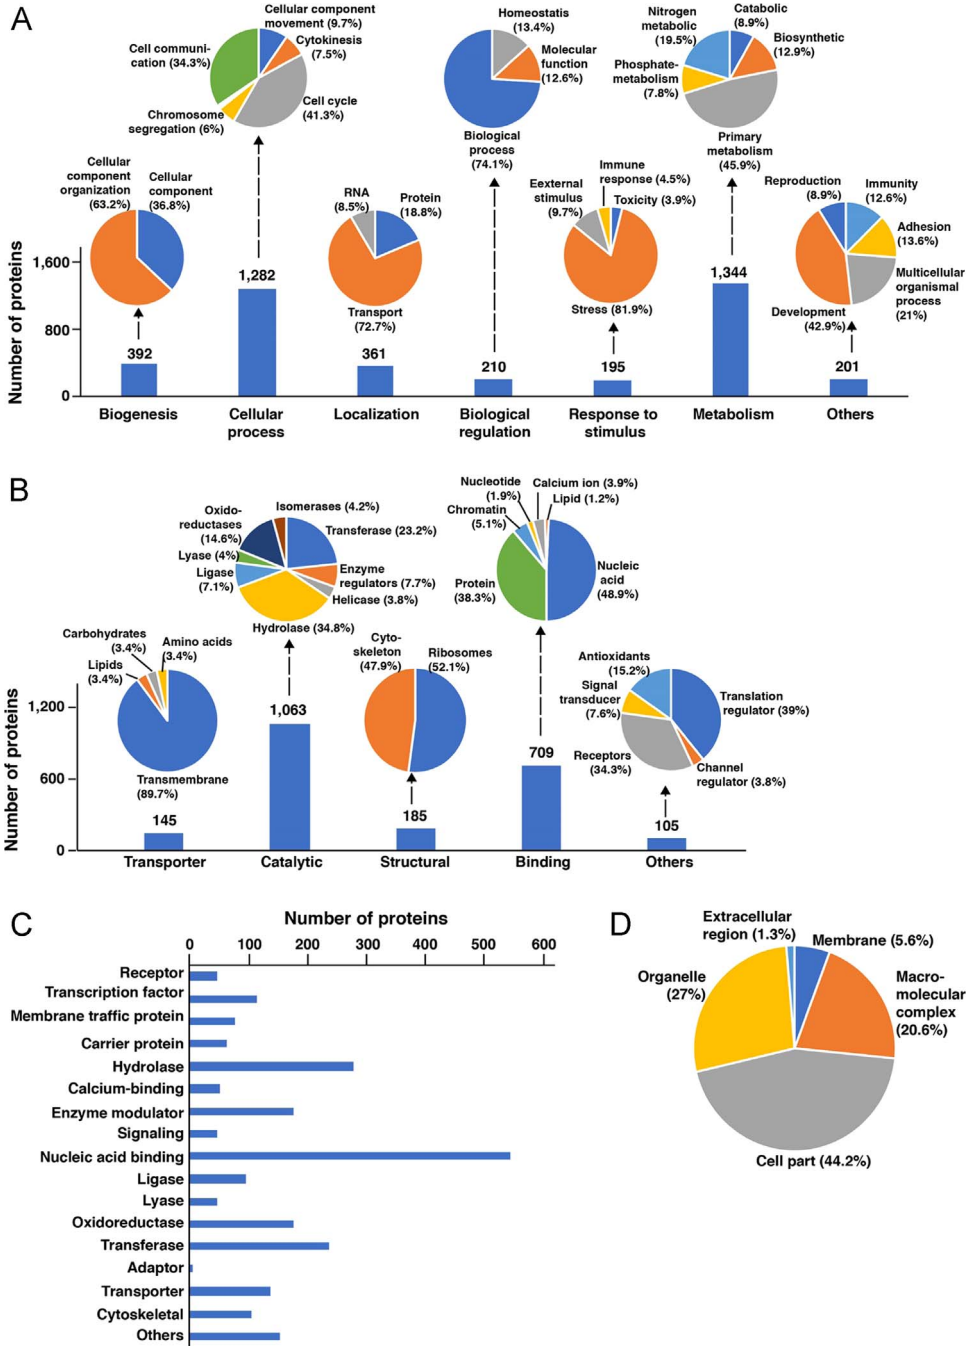 A
Cellular component
movement (9.7%)
Cytokinesis
(7.5%)
Cell communi-
cation (34.3%)
Cell cycle
(41.3%)
Chromosome
segregation (6%)
Homeostatis
(13.4%)
Molecular
function
(12.6%)
Biological
process
(74.1%)
Nitrogen
metabolic
(19.5%)
Catabolic
(8.9%)
Biosynthetic
(12.9%)
Phosphate-
metabolism
(7.8%)
Primary
metabolism
(45.9%)
Cellular
component
organization
(63.2%)
Cellular
component
(36.8%)
RNA
(8.5%)
Protein
(18.8%)
Transport
(72.7%)
Eexternal
stimulus
(9.7%)
Immune
response (4.5%)
Toxicity (3.9%)
Stress (81.9%)
Reproduction
(8.9%)
Immunity
(12.6%)
Adhesion
(13.6%)
Multicellular
organismal
process
(21%)
Development
(42.9%)
Number of proteins
1,600
800
0
392
1,282
361
210
195
1,344
201
Biogenesis
Cellular
process
Localization
Biological
regulation
Response to
stimulus
Metabolism
Others
B
Oxido-
reductases
(14.6%)
Isomerases (4.2%)
Transferase (23.2%)
Lyase (4%)
Ligase
(7.1%)
Enzyme
regulators (7.7%)
Helicase (3.8%)
Hydrolase (34.8%)
Nucleotide
(1.9%)
Calcium ion (3.9%)
Lipid (1.2%)
Chromatin
(5.1%)
Protein
(38.3%)
Nucleic
acid
(48.9%)
Carbohydrates
(3.4%)
Amino acids
(3.4%)
Lipids
(3.4%)
Transmembrane
(89.7%)
Cyto-
skeleton
(47.9%)
Ribosomes
(52.1%)
Antioxidants
(15.2%)
Signal
transducer
(7.6%)
Translation
regulator (39%)
Receptors
(34.3%)
Channel
regulator (3.8%)
Number of proteins
1,200
600
0
145
1,063
185
709
105
Transporter
Catalytic
Structural
Binding
Others
C
Number of proteins
0 100 200 300 400 500 600
Receptor
Transcription factor
Membrane traffic protein
Carrier protein
Hydrolase
Calcium-binding
Enzyme modulator
Signaling
Nucleic acid binding
Ligase
Lyase
Oxidoreductase
Transferase
Adaptor
Transporter
Cytoskeletal
Others
D
Extracellular
region (1.3%)
Membrane (5.6%)
Organelle
(27%)
Macro-
molecular
complex
(20.6%)
Cell part (44.2%)